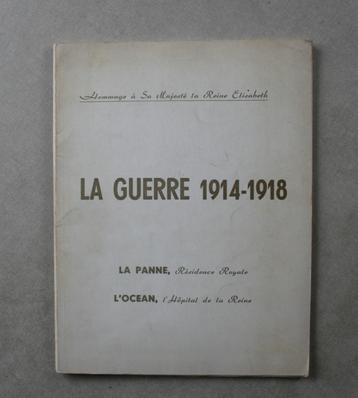 Hommage à Sa Majesté la Reine Elisabeth
LA GUERRE 1914-1918
LA PANNE, Résidence Royale
L'OCEAN, l'Hôpital de la Reine